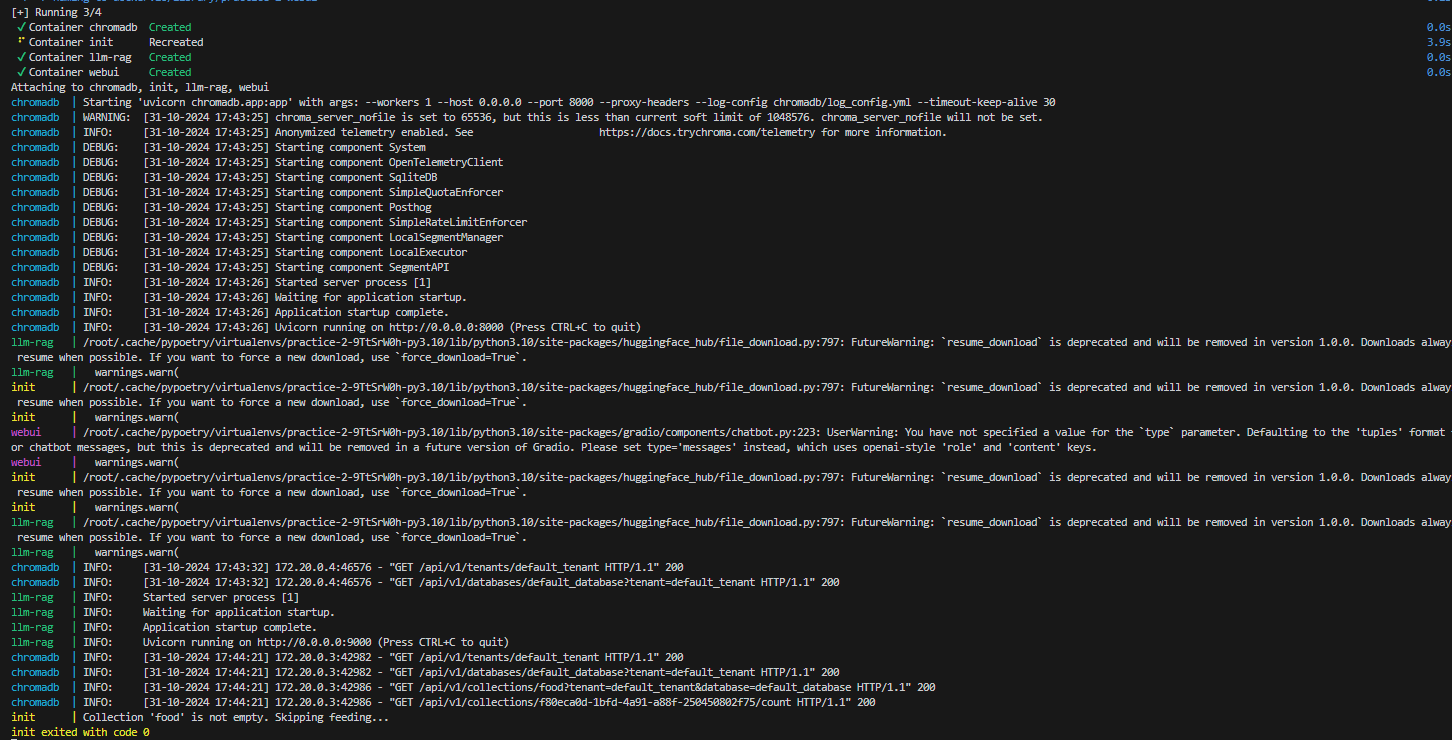 [+] Running 3/4
✓ Container chromadb Created 0.0s
Container init Recreated 3.9s
✓ Container llm-rag Created 0.0s
✓ Container webui Created 0.0s
Attaching to chromadb, init, llm-rag, webui
chromadb | Starting 'uvicorn chromadb.app:app' with args: --workers 1 --host 0.0.0.0 --port 8000 --proxy-headers --log-config chromadb/log_config.yml --timeout-keep-alive 30
chromadb | WARNING: [31-10-2024 17:43:25] chroma_server_nofile is set to 65536, but this is less than current soft limit of 1048576. chroma_server_nofile will not be set.
chromadb | INFO: [31-10-2024 17:43:25] Anonymized telemetry enabled. See https://docs.trychroma.com/telemetry for more information.
chromadb | DEBUG: [31-10-2024 17:43:25] Starting component System
chromadb | DEBUG: [31-10-2024 17:43:25] Starting component OpenTelemetryClient
chromadb | DEBUG: [31-10-2024 17:43:25] Starting component SqliteDB
chromadb | DEBUG: [31-10-2024 17:43:25] Starting component SimpleQuotaEnforcer
chromadb | DEBUG: [31-10-2024 17:43:25] Starting component Posthog
chromadb | DEBUG: [31-10-2024 17:43:25] Starting component SimpleRateLimitEnforcer
chromadb | DEBUG: [31-10-2024 17:43:25] Starting component LocalSegmentManager
chromadb | DEBUG: [31-10-2024 17:43:25] Starting component LocalExecutor
chromadb | DEBUG: [31-10-2024 17:43:25] Starting component SegmentAPI
chromadb | INFO: [31-10-2024 17:43:26] Started server process [1]
chromadb | INFO: [31-10-2024 17:43:26] Waiting for application startup.
chromadb | INFO: [31-10-2024 17:43:26] Application startup complete.
chromadb | INFO: [31-10-2024 17:43:26] Uvicorn running on http://0.0.0.0:8000 (Press CTRL+C to quit)
llm-rag | /root/.cache/pypoetry/virtualenvs/practice-2-9TtSrW0h-py3.10/lib/python3.10/site-packages/huggingface_hub/file_download.py:797: FutureWarning: `resume_download` is deprecated and will be removed in version 1.0.0. Downloads alway
resume when possible. If you want to force a new download, use `force_download=True`.
llm-rag | warnings.warn(
init | /root/.cache/pypoetry/virtualenvs/practice-2-9TtSrW0h-py3.10/lib/python3.10/site-packages/huggingface_hub/file_download.py:797: FutureWarning: `resume_download` is deprecated and will be removed in version 1.0.0. Downloads alway
resume when possible. If you want to force a new download, use `force_download=True`.
init | warnings.warn(
webui | /root/.cache/pypoetry/virtualenvs/practice-2-9TtSrW0h-py3.10/lib/python3.10/site-packages/gradio/components/chatbot.py:223: UserWarning: You have not specified a value for the `type` parameter. Defaulting to the 'tuples' format
or chatbot messages, but this is deprecated and will be removed in a future version of Gradio. Please set type='messages' instead, which uses openai-style 'role' and 'content' keys.
webui | warnings.warn(
init | /root/.cache/pypoetry/virtualenvs/practice-2-9TtSrW0h-py3.10/lib/python3.10/site-packages/huggingface_hub/file_download.py:797: FutureWarning: `resume_download` is deprecated and will be removed in version 1.0.0. Downloads alway
resume when possible. If you want to force a new download, use `force_download=True`.
init | warnings.warn(
llm-rag | /root/.cache/pypoetry/virtualenvs/practice-2-9TtSrW0h-py3.10/lib/python3.10/site-packages/huggingface_hub/file_download.py:797: FutureWarning: `resume_download` is deprecated and will be removed in version 1.0.0. Downloads alway
resume when possible. If you want to force a new download, use `force_download=True`.
llm-rag | warnings.warn(
chromadb | INFO: [31-10-2024 17:43:32] 172.20.0.4:46576 - "GET /api/v1/tenants/default_tenant HTTP/1.1" 200
chromadb | INFO: [31-10-2024 17:43:32] 172.20.0.4:46576 - "GET /api/v1/databases/default_database?tenant=default_tenant HTTP/1.1" 200
llm-rag | INFO: Started server process [1]
llm-rag | INFO: Waiting for application startup.
llm-rag | INFO: Application startup complete.
llm-rag | INFO: Uvicorn running on http://0.0.0.0:9000 (Press CTRL+C to quit)
chromadb | INFO: [31-10-2024 17:44:21] 172.20.0.3:42982 - "GET /api/v1/tenants/default_tenant HTTP/1.1" 200
chromadb | INFO: [31-10-2024 17:44:21] 172.20.0.3:42982 - "GET /api/v1/databases/default_database?tenant=default_tenant HTTP/1.1" 200
chromadb | INFO: [31-10-2024 17:44:21] 172.20.0.3:42986 - "GET /api/v1/collections/food?tenant=default_tenant&database=default_database HTTP/1.1" 200
chromadb | INFO: [31-10-2024 17:44:21] 172.20.0.3:42986 - "GET /api/v1/collections/f80eca0d-1bfd-4a91-a88f-250450802f75/count HTTP/1.1" 200
init | Collection 'food' is not empty. Skipping feeding...
init exited with code 0